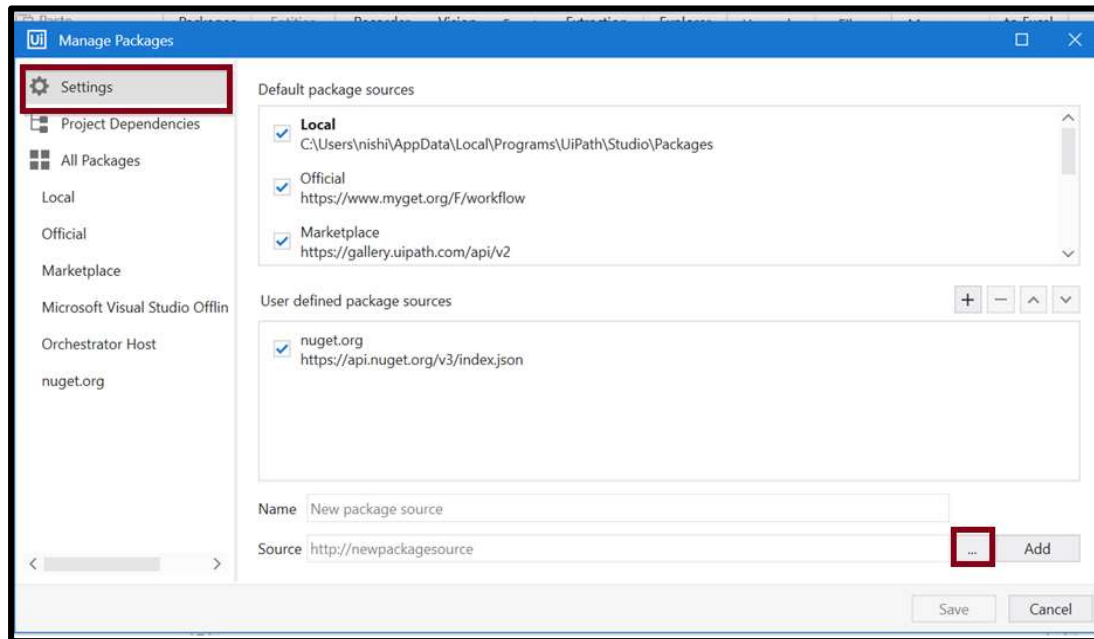 Ui Manage Packages
Settings
Project Dependencies
All Packages
Local
Official
Marketplace
Microsoft Visual Studio Offlin
Orchestrator Host
nuget.org
Default package sources
Local
C:\Users\nishi\AppData\Local\Programs\UiPath\Studio\Packages
Official
https://www.myget.org/F/workflow
Marketplace
https://gallery.uipath.com/api/v2
User defined package sources
nuget.org
https://api.nuget.org/v3/index.json
Name New package source
Source http://newpackagesource ... Add
Save Cancel